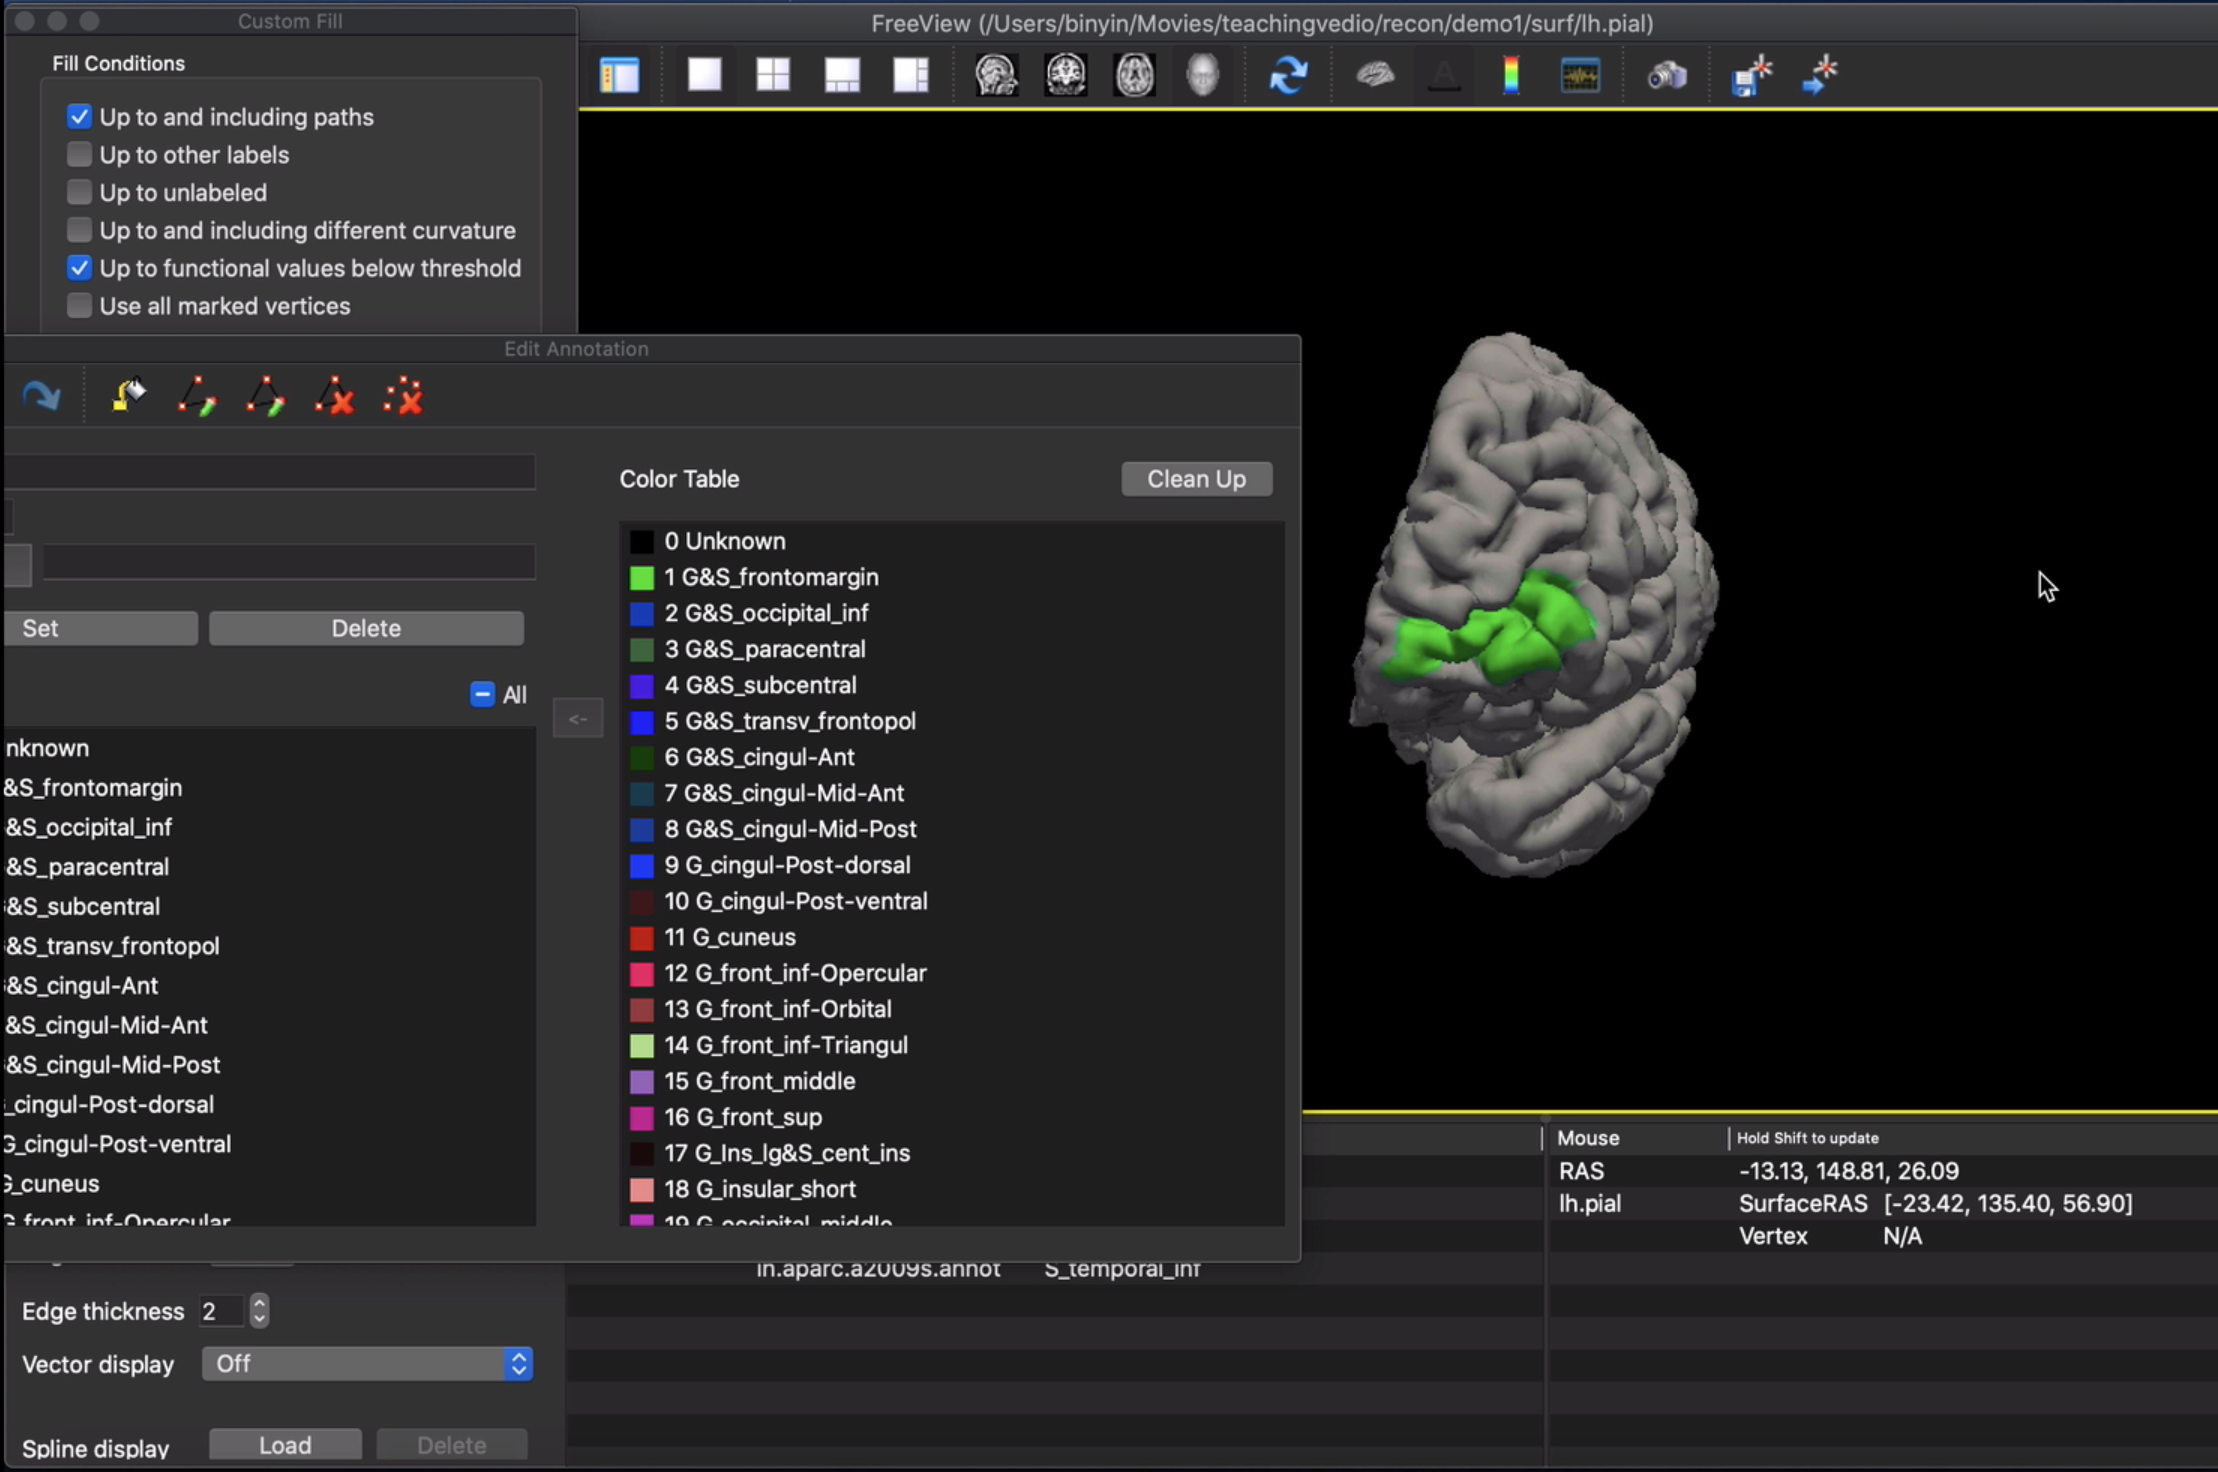 Custom Fill
FreeView (/Users/binyin/Movies/teachingvedio/recon/demo1/surf/lh.pial)
Fill Conditions
Up to and including paths
Up to other labels
Up to unlabeled
Up to and including different curvature
Up to functional values below threshold
Use all marked vertices
Edit Annotation
Color Table
Clean Up
Set
Delete
All
<-
nknown
&S_frontomargin
&S_occipital_inf
&S_paracentral
&S_subcentral
&S_transv_frontopol
&S_cingul-Ant
&S_cingul-Mid-Ant
&S_cingul-Mid-Post
_cingul-Post-dorsal
G_cingul-Post-ventral
G_cuneus
G_front_inf-Opercular
0 Unknown
1 G&S_frontomargin
2 G&S_occipital_inf
3 G&S_paracentral
4 G&S_subcentral
5 G&S_transv_frontopol
6 G&S_cingul-Ant
7 G&S_cingul-Mid-Ant
8 G&S_cingul-Mid-Post
9 G_cingul-Post-dorsal
10 G_cingul-Post-ventral
11 G_cuneus
12 G_front_inf-Opercular
13 G_front_inf-Orbital
14 G_front_inf-Triangul
15 G_front_middle
16 G_front_sup
17 G_Ins_lg&S_cent_ins
18 G_insular_short
19 G_occipital_middle
Mouse
Hold Shift to update
RAS
-13.13, 148.81, 26.09
lh.pial
SurfaceRAS [-23.42, 135.40, 56.90]
Vertex N/A
lh.aparc.a2009s.annot S_temporal_inf
Edge thickness 2
Vector display Off
Spline display Load Delete